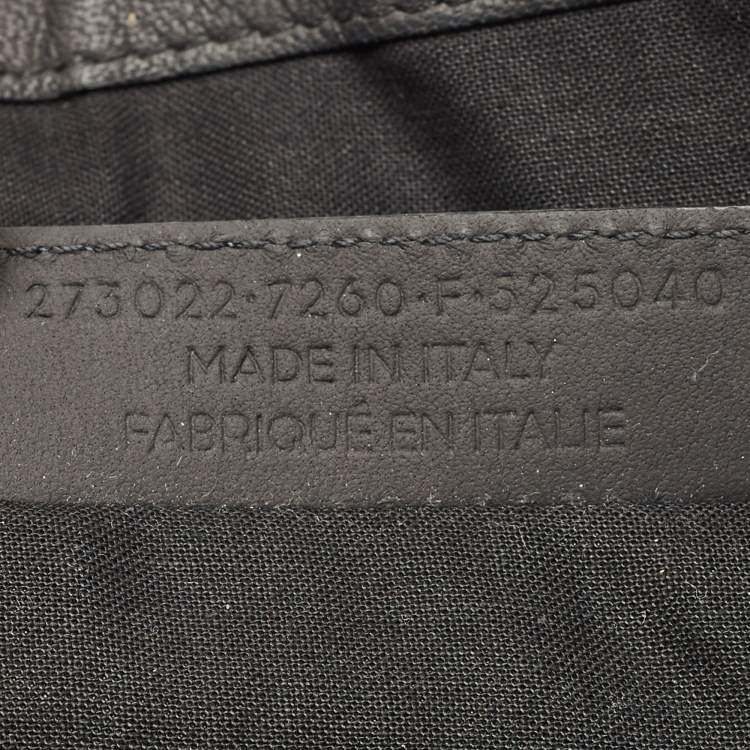 273022·7260·F·525040
MADE IN ITALY
FABRIQUÉ EN ITALIE